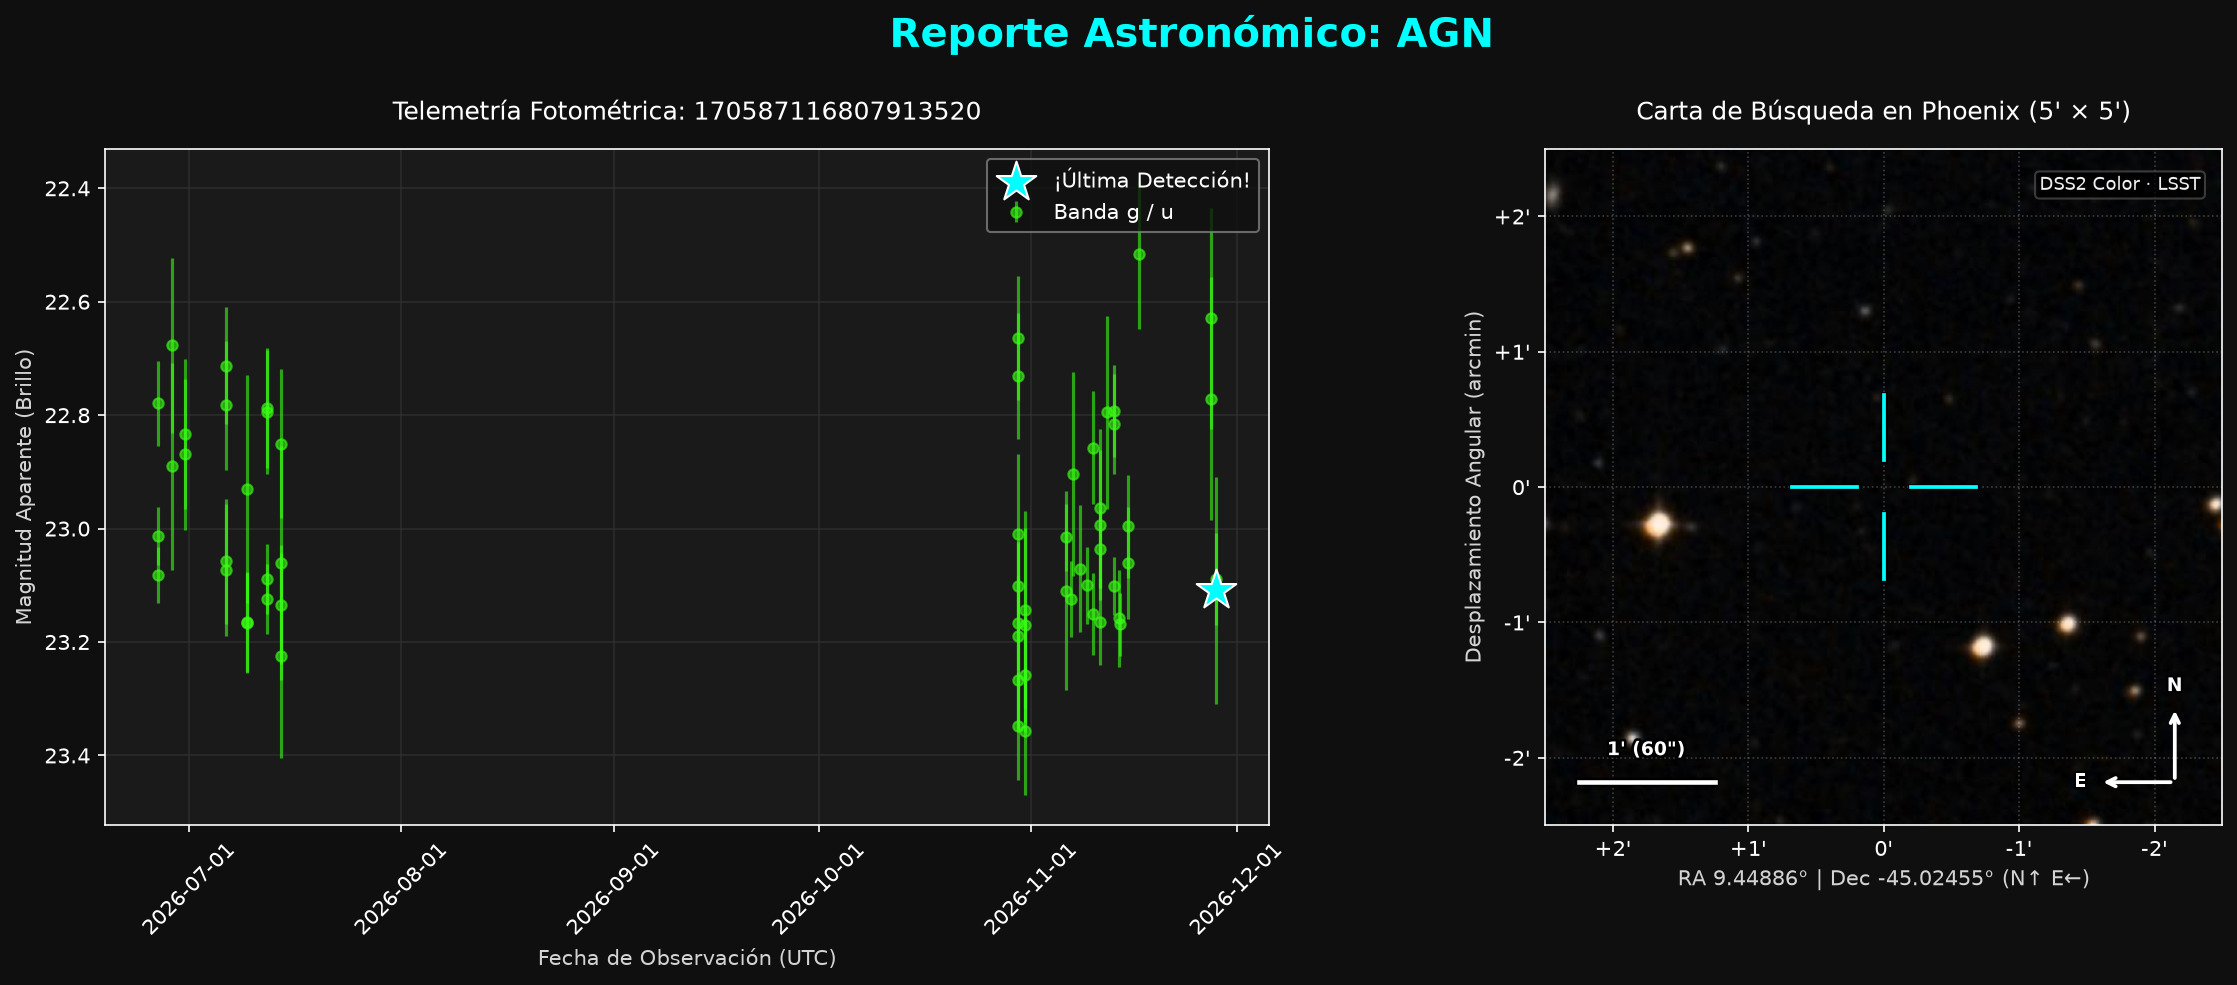 Reporte Astronómico: AGN
Telemetría Fotométrica: 170587116807913520
¡Última Detección!
Banda g / u
Magnitud Aparente (Brillo)
22.4
22.6
22.8
23.0
23.2
23.4
2026-07-01
2026-08-01
2026-09-01
2026-10-01
2026-11-01
2026-12-01
Fecha de Observación (UTC)
Carta de Búsqueda en Phoenix (5' × 5')
DSS2 Color · LSST
Desplazamiento Angular (arcmin)
+2'
+1'
0'
-1'
-2'
N
E
1' (60")
+2'
+1'
0'
-1'
-2'
RA 9.44886° | Dec -45.02455° (N↑ E←)